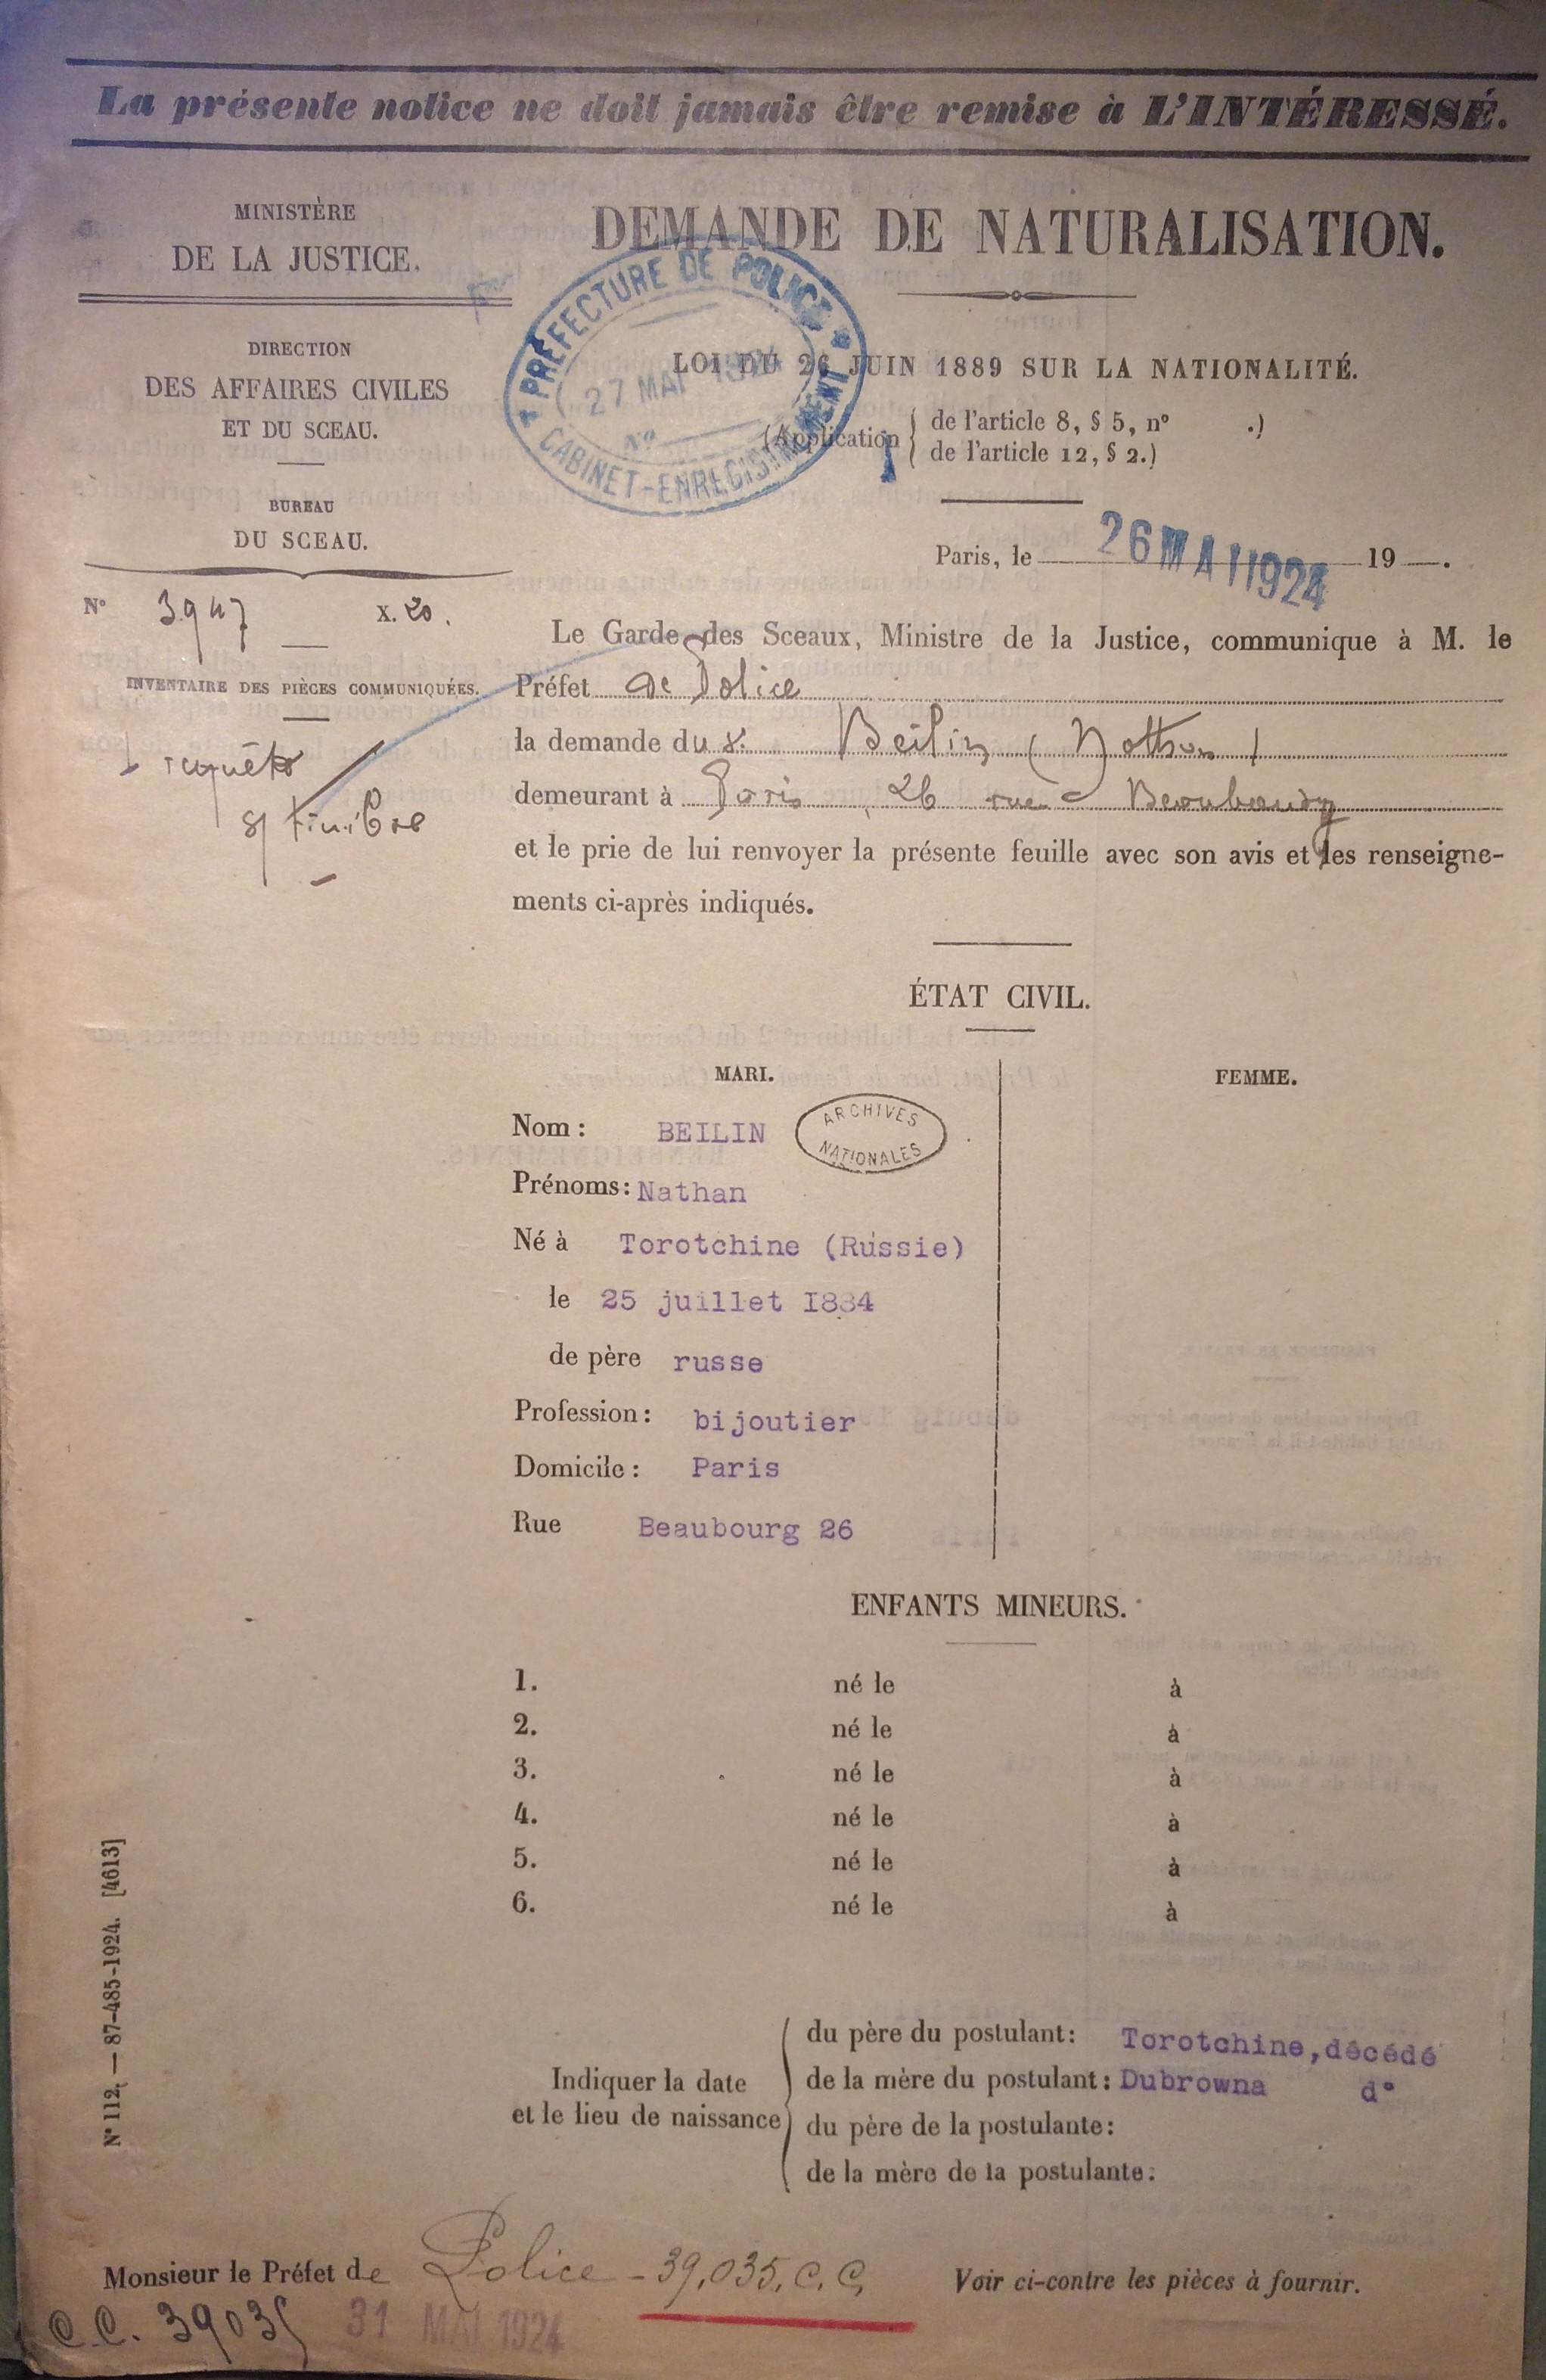 La présente notice ne doit jamais être remise à L'INTÉRESSÉ.
MINISTÈRE
DE LA JUSTICE.
DIRECTION
DES AFFAIRES CIVILES
ET DU SCEAU.
BUREAU
DU SCEAU.
N° 3947 X.20.
INVENTAIRE DES PIÈCES COMMUNIQUÉES.
1 requête
s/ timbre
DEMANDE DE NATURALISATION.
PRÉFECTURE DE POLICE
27 MAI 1924
N°
CABINET-ENREGISTREMENT
LOI DU 26 JUIN 1889 SUR LA NATIONALITÉ.
(Application { de l'article 8, § 5, n° .)
de l'article 12, § 2.)
Paris, le 26 MAI 1924 19 .
Le Garde des Sceaux, Ministre de la Justice, communique à M. le
Préfet de Police
la demande du s. Beilin (Nathan)
demeurant à Paris, 26 rue Beaubourg
et le prie de lui renvoyer la présente feuille avec son avis et les renseigne-
ments ci-après indiqués.
ÉTAT CIVIL.
MARI.
FEMME.
Nom : BEILIN
ARCHIVES
NATIONALES
Prénoms : Nathan
Né à Torotchine (Russie)
le 25 juillet I884
de père russe
Profession : bijoutier
Domicile : Paris
Rue Beaubourg 26
ENFANTS MINEURS.
1. né le à
2. né le à
3. né le à
4. né le à
5. né le à
6. né le à
Indiquer la date
et le lieu de naissance
du père du postulant : Torotchine, décédé
de la mère du postulant : Dubrowna d°
du père de la postulante :
de la mère de la postulante :
N° 112. — 87-485-1924. [4613]
Monsieur le Préfet de Police - 39,035. C. C.
Voir ci-contre les pièces à fournir.
C.C. 39035 31 MAI 1924